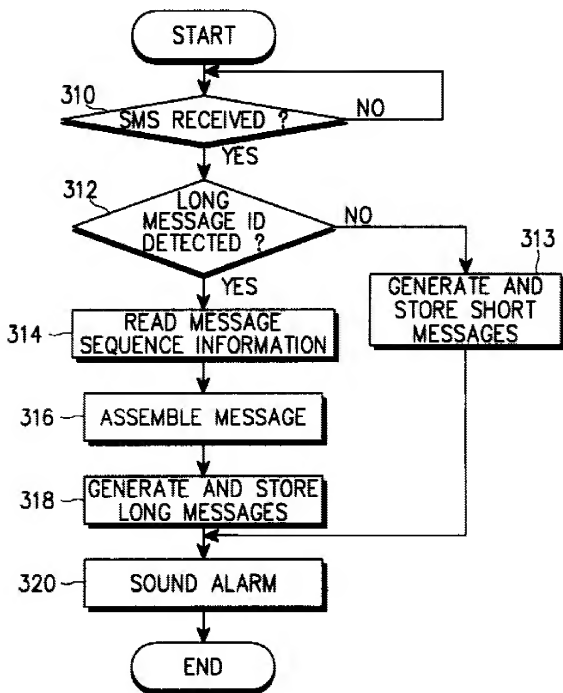 START
310
SMS RECEIVED ?
NO
YES
312
LONG
MESSAGE ID
DETECTED ?
NO
YES
313
GENERATE AND
STORE SHORT
MESSAGES
314
READ MESSAGE
SEQUENCE INFORMATION
316
ASSEMBLE MESSAGE
318
GENERATE AND STORE
LONG MESSAGES
320
SOUND ALARM
END